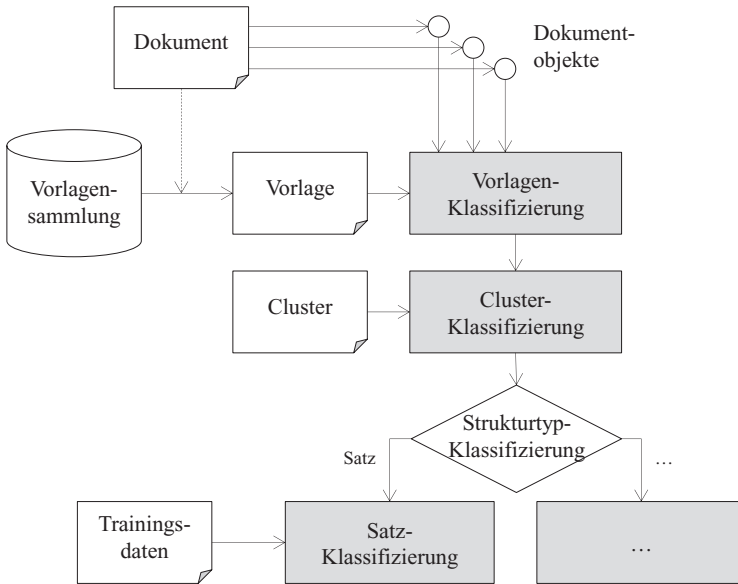 Dokument
Dokument-
objekte
Vorlagen-
sammlung
Vorlage
Vorlagen-
Klassifizierung
Cluster
Cluster-
Klassifizierung
Strukturtyp-
Klassifizierung
Satz
...
Trainings-
daten
Satz-
Klassifizierung
...